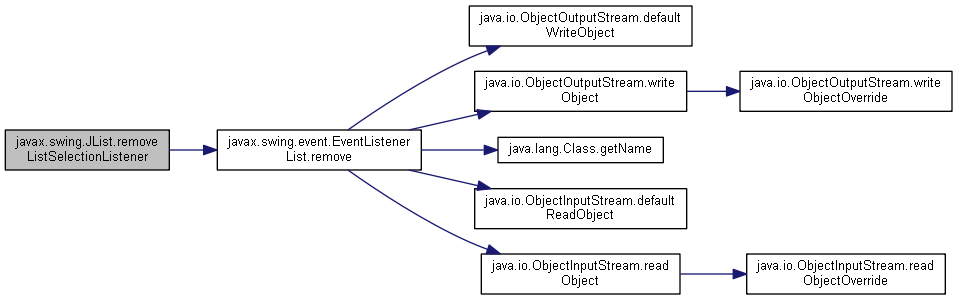 java.io.ObjectOutputStream.default
WriteObject
java.io.ObjectOutputStream.write
Object
java.io.ObjectOutputStream.write
ObjectOverride
javax.swing.JList.remove
ListSelectionListener
javax.swing.event.EventListener
List.remove
java.lang.Class.getName
java.io.ObjectInputStream.default
ReadObject
java.io.ObjectInputStream.read
Object
java.io.ObjectInputStream.read
ObjectOverride